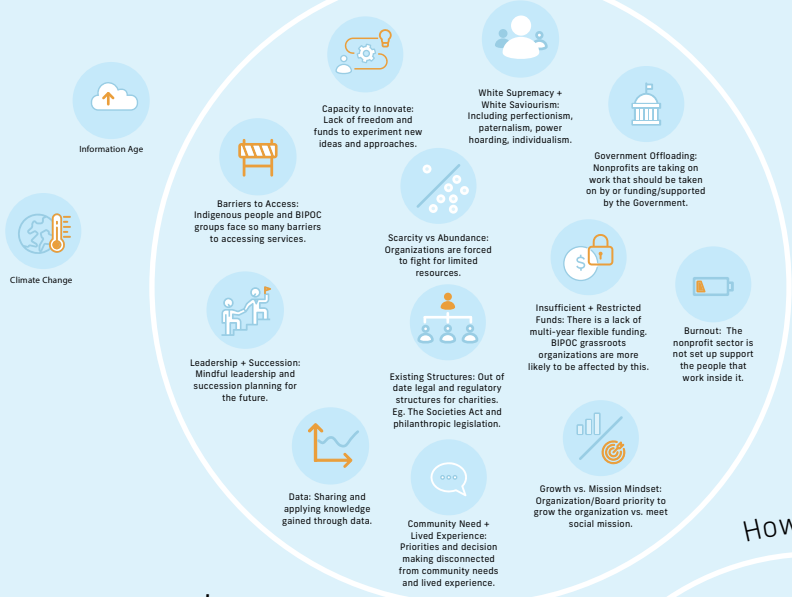 Information Age
Climate Change
Capacity to Innovate:
Lack of freedom and
funds to experiment new
ideas and approaches.
White Supremacy +
White Saviourism:
Including perfectionism,
paternalism, power
hoarding, individualism.
Government Offloading:
Nonprofits are taking on
work that should be taken
on by or funding/supported
by the Government.
Barriers to Access:
Indigenous people and BIPOC
groups face so many barriers
to accessing services.
Scarcity vs Abundance:
Organizations are forced
to fight for limited
resources.
$
Insufficient + Restricted
Funds: There is a lack of
multi-year flexible funding.
BIPOC grassroots
organizations are more
likely to be affected by this.
Burnout: The
nonprofit sector is
not set up support
the people that
work inside it.
Leadership + Succession:
Mindful leadership and
succession planning for
the future.
Existing Structures: Out of
date legal and regulatory
structures for charities.
Eg. The Societies Act and
philanthropic legislation.
Data: Sharing and
applying knowledge
gained through data.
Community Need +
Lived Experience:
Priorities and decision
making disconnected
from community needs
and lived experience.
Growth vs. Mission Mindset:
Organization/Board priority to
grow the organization vs. meet
social mission.
How